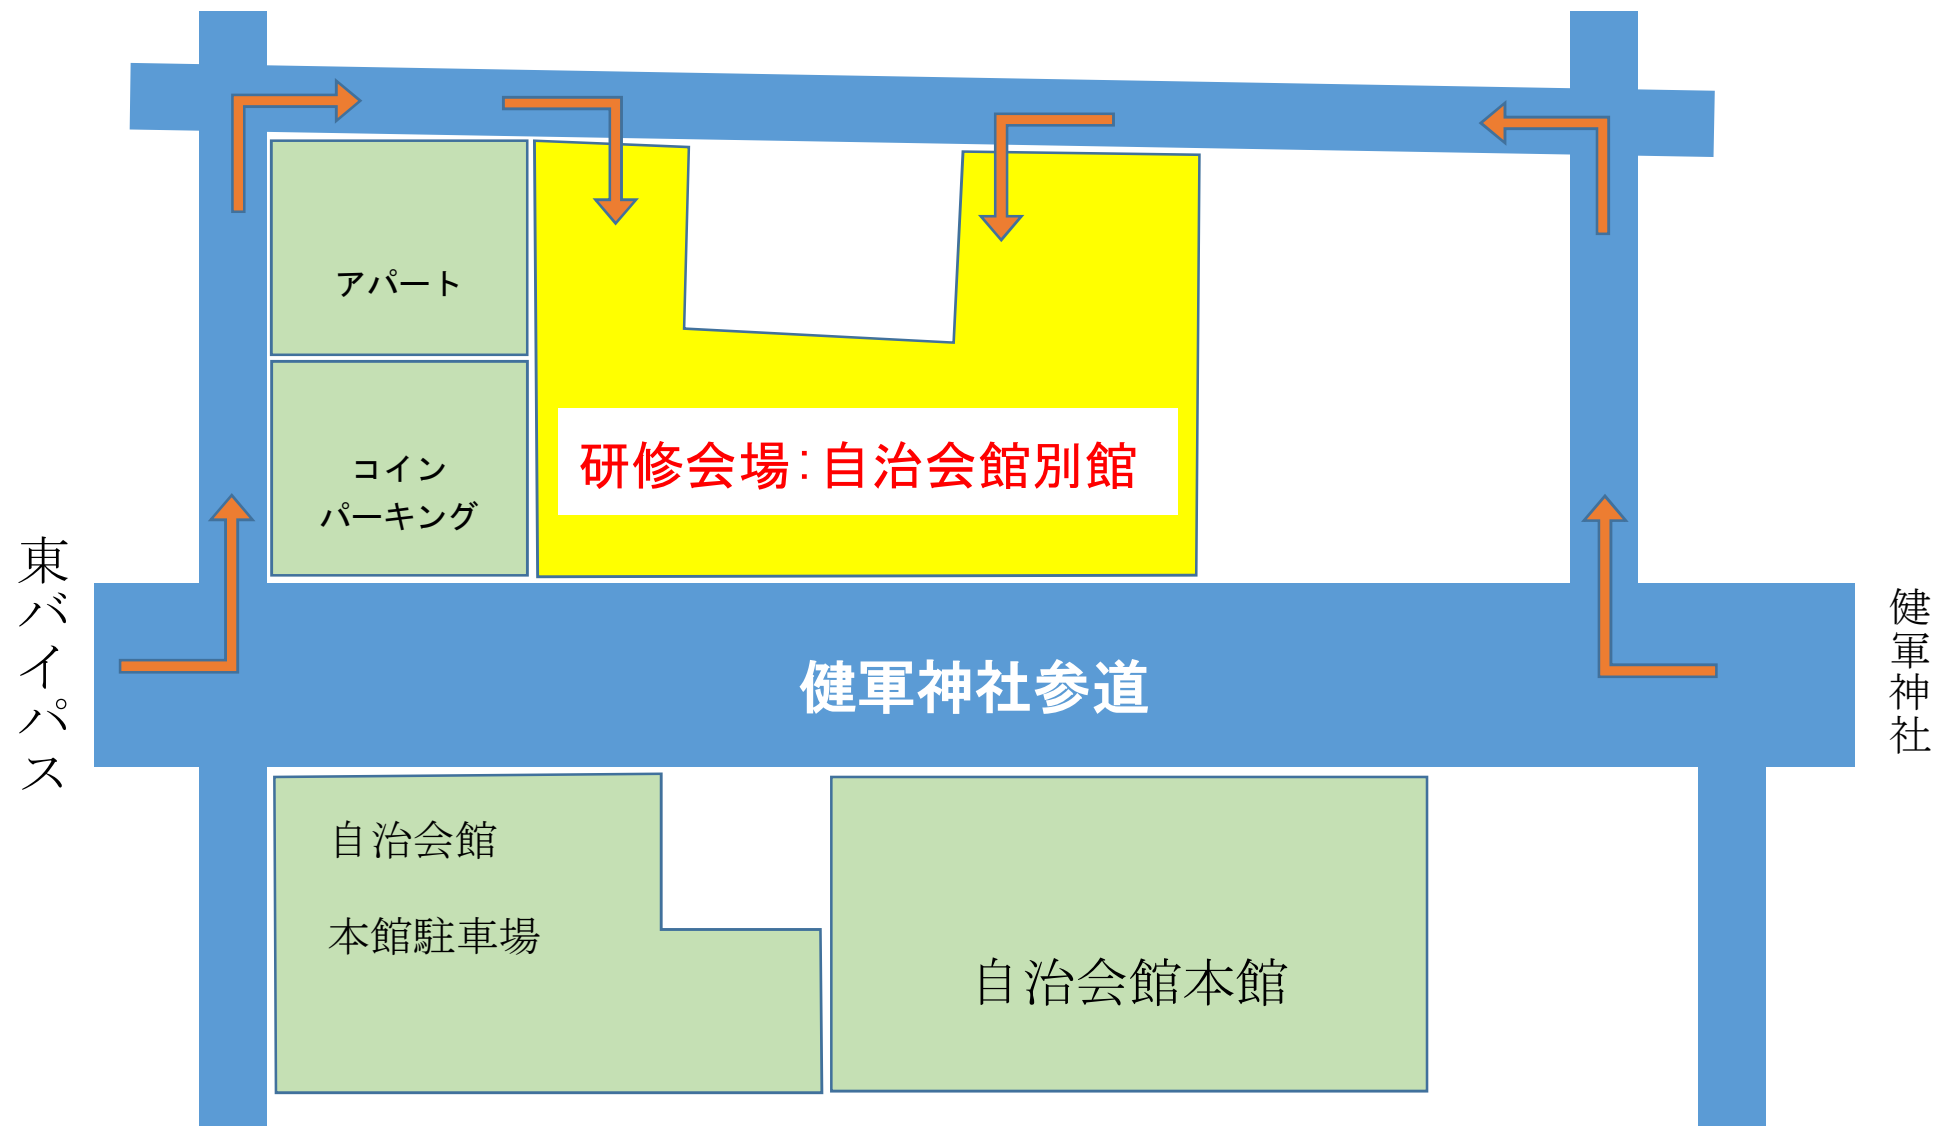 アパート
コイン
パーキング
研修会場：自治会館別館
東バイパス
健軍神社参道
健軍神社
自治会館
本館駐車場
自治会館本館